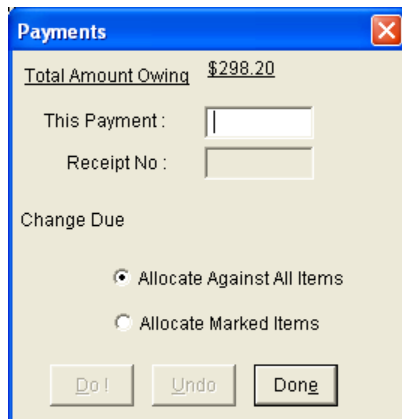 Payments
Total Amount Owing $298.20
This Payment :
Receipt No :
Change Due
Allocate Against All Items
Allocate Marked Items
Do ! Undo Done